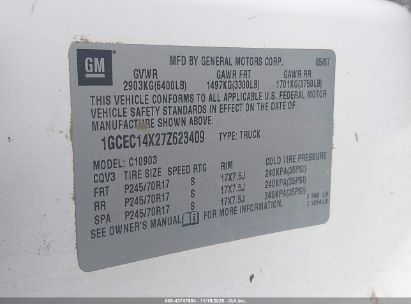 GM
MFD BY GENERAL MOTORS CORP. 05/07
GVWR GAWR FRT GAWR RR
2903KG(6400LB) 1497KG(3300LB) 1701KG(3750LB)
THIS VEHICLE CONFORMS TO ALL APPLICABLE U.S. FEDERAL MOTOR
VEHICLE SAFETY STANDARDS IN EFFECT ON THE DATE OF
MANUFACTURE SHOWN ABOVE.
1GCEC14X27Z623409 TYPE: TRUCK
MODEL: C10903
CQV3 TIRE SIZE SPEED RTG RIM COLD TIRE PRESSURE
FRT P245/70R17 S 17X7.5J 240KPA(35PSI)
RR P245/70R17 S 17X7.5J 240KPA(35PSI)
SPA P245/70R17 S 17X7.5J 240KPA(35PSI)
SEE OWNER'S MANUAL FOR MORE INFORMATION.